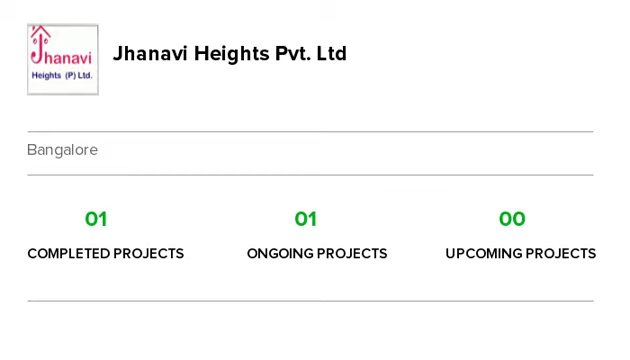 Jhanavi
Heights (P) Ltd.
Jhanavi Heights Pvt. Ltd
Bangalore
01 01 00
COMPLETED PROJECTS ONGOING PROJECTS UPCOMING PROJECTS